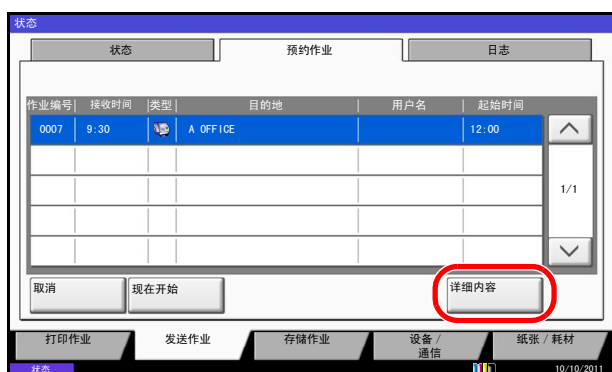 状态
状态 预约作业 日志
作业编号 接收时间 类型 目的地 用户名 起始时间
0007 9:30 A OFFICE 12:00
1/1
取消 现在开始 详细内容
打印作业 发送作业 存储作业 设备 / 通信 纸张 / 耗材
状态 10/10/2011